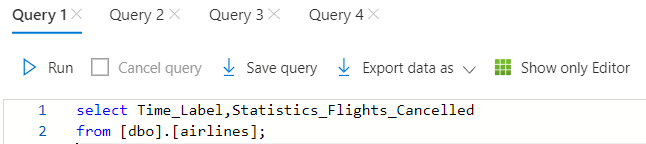 Query 1 Query 2 Query 3 Query 4
Run Cancel query Save query Export data as Show only Editor
1 select Time_Label,Statistics_Flights_Cancelled
2 from [dbo].[airlines];